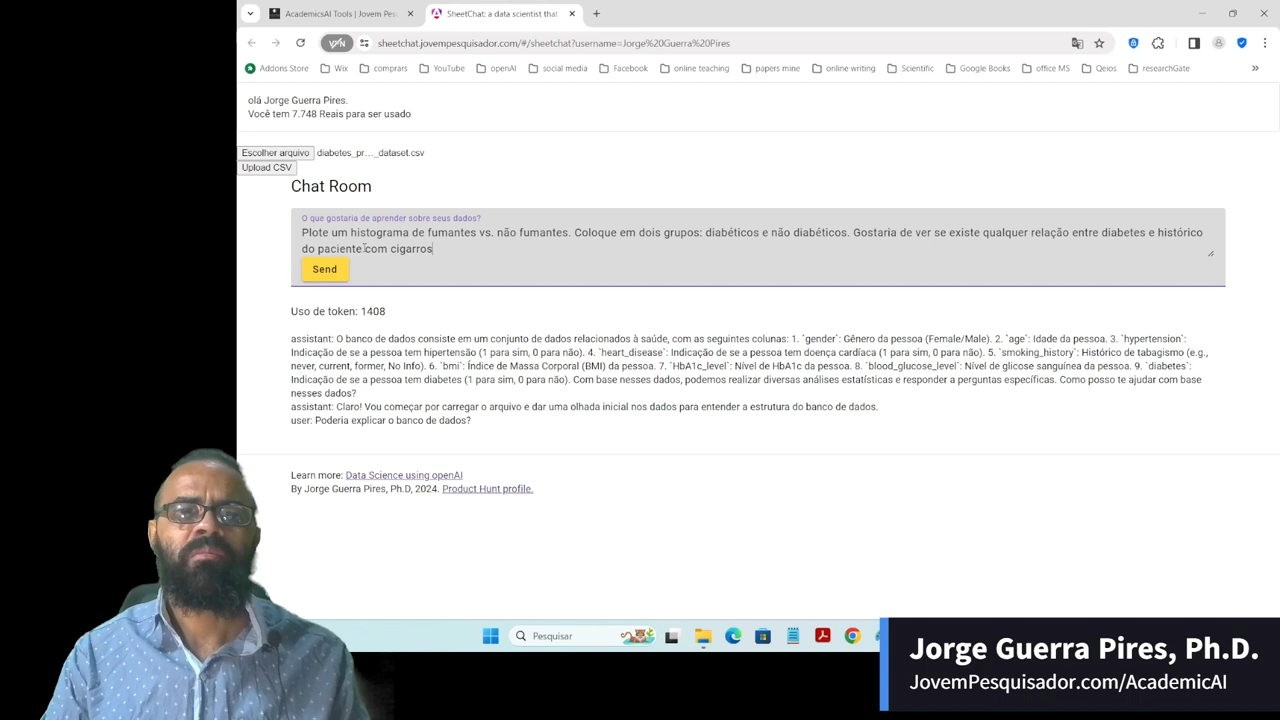 AcademicsAI Tools | Jovem Pes
SheetChat: a data scientist that
VPN
sheetchat.jovempesquisador.com/#/sheetchat?username=Jorge%20Guerra%20Pires
Addons Store Wix comprars YouTube openAI social media Facebook online teaching papers mine online writing Scientific Google Books office MS Qeios researchGate
olá Jorge Guerra Pires.
Você tem 7.748 Reais para ser usado
Escolher arquivo diabetes_pr..._dataset.csv
Upload CSV
Chat Room
O que gostaria de aprender sobre seus dados?
Plote um histograma de fumantes vs. não fumantes. Coloque em dois grupos: diabéticos e não diabéticos. Gostaria de ver se existe qualquer relação entre diabetes e histórico
do paciente com cigarros
Send
Uso de token: 1408
assistant: O banco de dados consiste em um conjunto de dados relacionados à saúde, com as seguintes colunas: 1. `gender`: Gênero da pessoa (Female/Male). 2. `age`: Idade da pessoa. 3. `hypertension`:
Indicação de se a pessoa tem hipertensão (1 para sim, 0 para não). 4. `heart_disease`: Indicação de se a pessoa tem doença cardíaca (1 para sim, 0 para não). 5. `smoking_history`: Histórico de tabagismo (e.g.,
never, current, former, No Info). 6. `bmi`: Índice de Massa Corporal (BMI) da pessoa. 7. `HbA1c_level`: Nível de HbA1c da pessoa. 8. `blood_glucose_level`: Nível de glicose sanguínea da pessoa. 9. `diabetes`:
Indicação de se a pessoa tem diabetes (1 para sim, 0 para não). Com base nesses dados, podemos realizar diversas análises estatísticas e responder a perguntas específicas. Como posso te ajudar com base
nesses dados?
assistant: Claro! Vou começar por carregar o arquivo e dar uma olhada inicial nos dados para entender a estrutura do banco de dados.
user: Poderia explicar o banco de dados?
Learn more: Data Science using openAI
By Jorge Guerra Pires, Ph.D, 2024. Product Hunt profile.
Pesquisar
Jorge Guerra Pires, Ph.D.
JovemPesquisador.com/AcademicAI